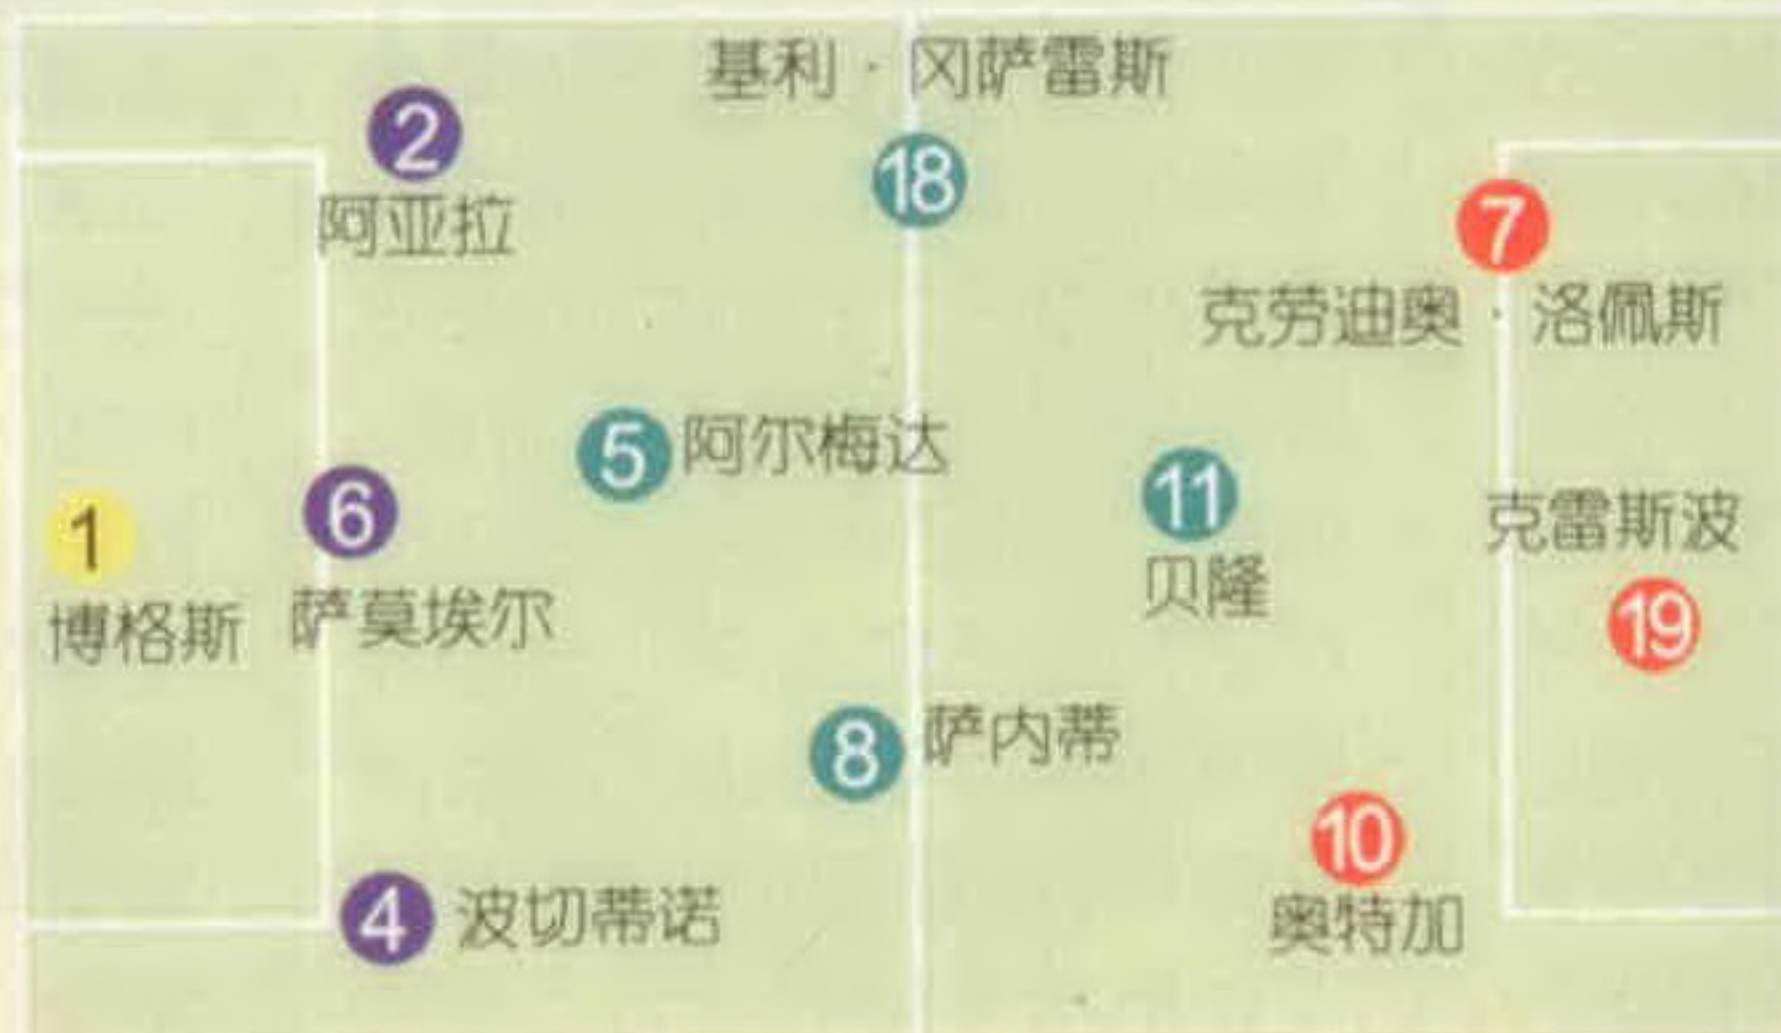 基利·冈萨雷斯
2
18
阿亚拉
7
克劳迪奥·洛佩斯
5 阿尔梅达
11
6
克雷斯波
1
贝隆
萨莫埃尔
博格斯
19
8 萨内蒂
10
4 波切蒂诺
奥特加